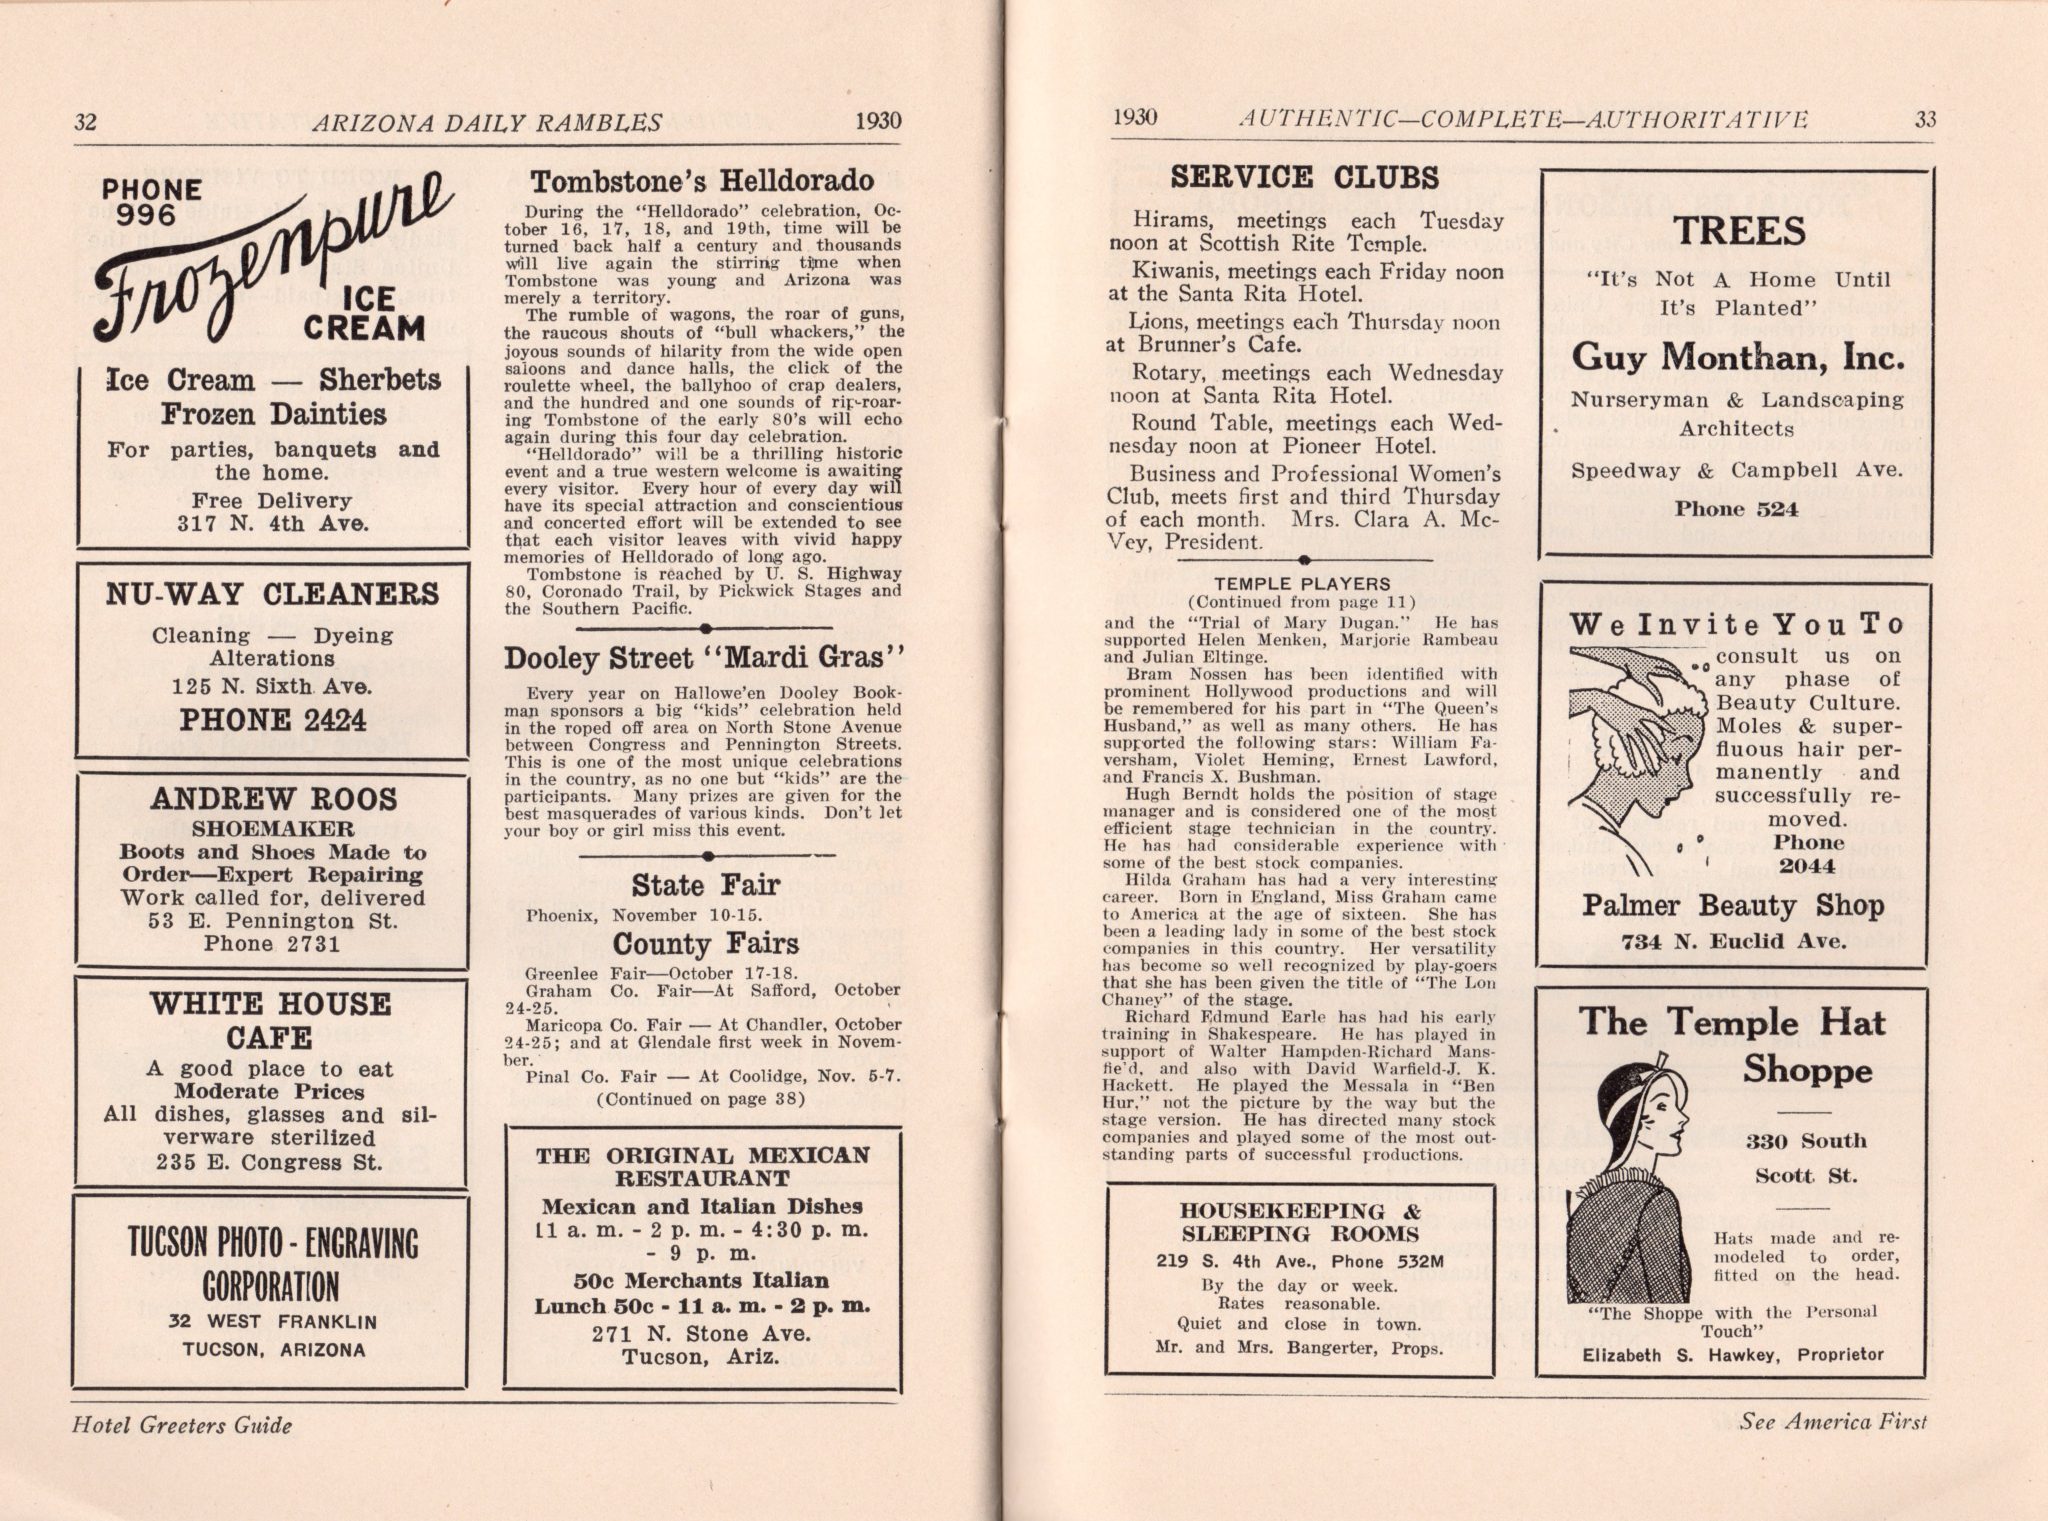 32
ARIZONA DAILY RAMBLES
1930
PHONE
996
Frozenpure
ICE
CREAM
Ice Cream — Sherbets
Frozen Dainties
For parties, banquets and
the home.
Free Delivery
317 N. 4th Ave.
NU-WAY CLEANERS
Cleaning — Dyeing
Alterations
125 N. Sixth Ave.
PHONE 2424
ANDREW ROOS
SHOEMAKER
Boots and Shoes Made to
Order—Expert Repairing
Work called for, delivered
53 E. Pennington St.
Phone 2731
WHITE HOUSE
CAFE
A good place to eat
Moderate Prices
All dishes, glasses and sil-
verware sterilized
235 E. Congress St.
TUCSON PHOTO - ENGRAVING
CORPORATION
32 WEST FRANKLIN
TUCSON, ARIZONA
Tombstone's Helldorado
During the "Helldorado" celebration, Oc-
tober 16, 17, 18, and 19th, time will be
turned back half a century and thousands
will live again the stirring time when
Tombstone was young and Arizona was
merely a territory.
The rumble of wagons, the roar of guns,
the raucous shouts of "bull whackers," the
joyous sounds of hilarity from the wide open
saloons and dance halls, the click of the
roulette wheel, the ballyhoo of crap dealers,
and the hundred and one sounds of rip-roar-
ing Tombstone of the early 80's will echo
again during this four day celebration.
"Helldorado" will be a thrilling historic
event and a true western welcome is awaiting
every visitor. Every hour of every day will
have its special attraction and conscientious
and concerted effort will be extended to see
that each visitor leaves with vivid happy
memories of Helldorado of long ago.
Tombstone is reached by U. S. Highway
80, Coronado Trail, by Pickwick Stages and
the Southern Pacific.
Dooley Street "Mardi Gras"
Every year on Hallowe'en Dooley Book-
man sponsors a big "kids" celebration held
in the roped off area on North Stone Avenue
between Congress and Pennington Streets.
This is one of the most unique celebrations
in the country, as no one but "kids" are the
participants. Many prizes are given for the
best masquerades of various kinds. Don't let
your boy or girl miss this event.
State Fair
Phoenix, November 10-15.
County Fairs
Greenlee Fair—October 17-18.
Graham Co. Fair—At Safford, October
24-25.
Maricopa Co. Fair — At Chandler, October
24-25; and at Glendale first week in Novem-
ber.
Pinal Co. Fair — At Coolidge, Nov. 5-7.
(Continued on page 38)
THE ORIGINAL MEXICAN
RESTAURANT
Mexican and Italian Dishes
11 a. m. - 2 p. m. - 4:30 p. m.
- 9 p. m.
50c Merchants Italian
Lunch 50c - 11 a. m. - 2 p. m.
271 N. Stone Ave.
Tucson, Ariz.
Hotel Greeters Guide
1930
AUTHENTIC—COMPLETE—AUTHORITATIVE
33
SERVICE CLUBS
Hirams, meetings each Tuesday
noon at Scottish Rite Temple.
Kiwanis, meetings each Friday noon
at the Santa Rita Hotel.
Lions, meetings each Thursday noon
at Brunner's Cafe.
Rotary, meetings each Wednesday
noon at Santa Rita Hotel.
Round Table, meetings each Wed-
nesday noon at Pioneer Hotel.
Business and Professional Women's
Club, meets first and third Thursday
of each month. Mrs. Clara A. Mc-
Vey, President.
TEMPLE PLAYERS
(Continued from page 11)
and the "Trial of Mary Dugan." He has
supported Helen Menken, Marjorie Rambeau
and Julian Eltinge.
Bram Nossen has been identified with
prominent Hollywood productions and will
be remembered for his part in "The Queen's
Husband," as well as many others. He has
supported the following stars: William Fa-
versham, Violet Heming, Ernest Lawford,
and Francis X. Bushman.
Hugh Berndt holds the position of stage
manager and is considered one of the most
efficient stage technician in the country.
He has had considerable experience with
some of the best stock companies.
Hilda Graham has had a very interesting
career. Born in England, Miss Graham came
to America at the age of sixteen. She has
been a leading lady in some of the best stock
companies in this country. Her versatility
has become so well recognized by play-goers
that she has been given the title of "The Lon
Chaney" of the stage.
Richard Edmund Earle has had his early
training in Shakespeare. He has played in
support of Walter Hampden-Richard Mans-
fie'd, and also with David Warfield-J. K.
Hackett. He played the Messala in "Ben
Hur," not the picture by the way but the
stage version. He has directed many stock
companies and played some of the most out-
standing parts of successful productions.
HOUSEKEEPING &
SLEEPING ROOMS
219 S. 4th Ave., Phone 532M
By the day or week.
Rates reasonable.
Quiet and close in town.
Mr. and Mrs. Bangerter, Props.
TREES
"It's Not A Home Until
It's Planted"
Guy Monthan, Inc.
Nurseryman & Landscaping
Architects
Speedway & Campbell Ave.
Phone 524
We Invite You To
consult us on
any phase of
Beauty Culture.
Moles & super-
fluous hair per-
manently and
successfully re-
moved.
Phone
2044
Palmer Beauty Shop
734 N. Euclid Ave.
The Temple Hat
Shoppe
330 South
Scott St.
Hats made and re-
modeled to order,
fitted on the head.
"The Shoppe with the Personal
Touch"
Elizabeth S. Hawkey, Proprietor
See America First